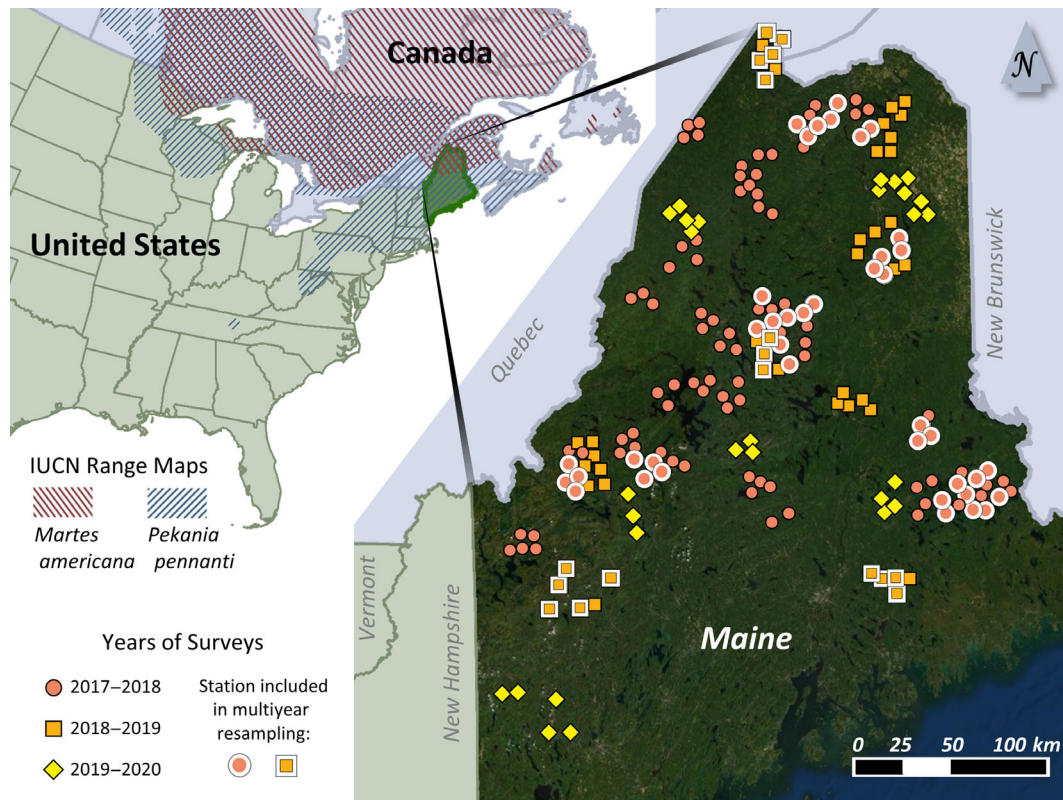 Canada
N
United States
Quebec
New Brunswick
IUCN Range Maps
Martes
americana
Pekania
pennanti
Vermont
New Hampshire
Maine
Years of Surveys
2017–2018
2018–2019
2019–2020
Station included
in multiyear
resampling:
0 25 50 100 km